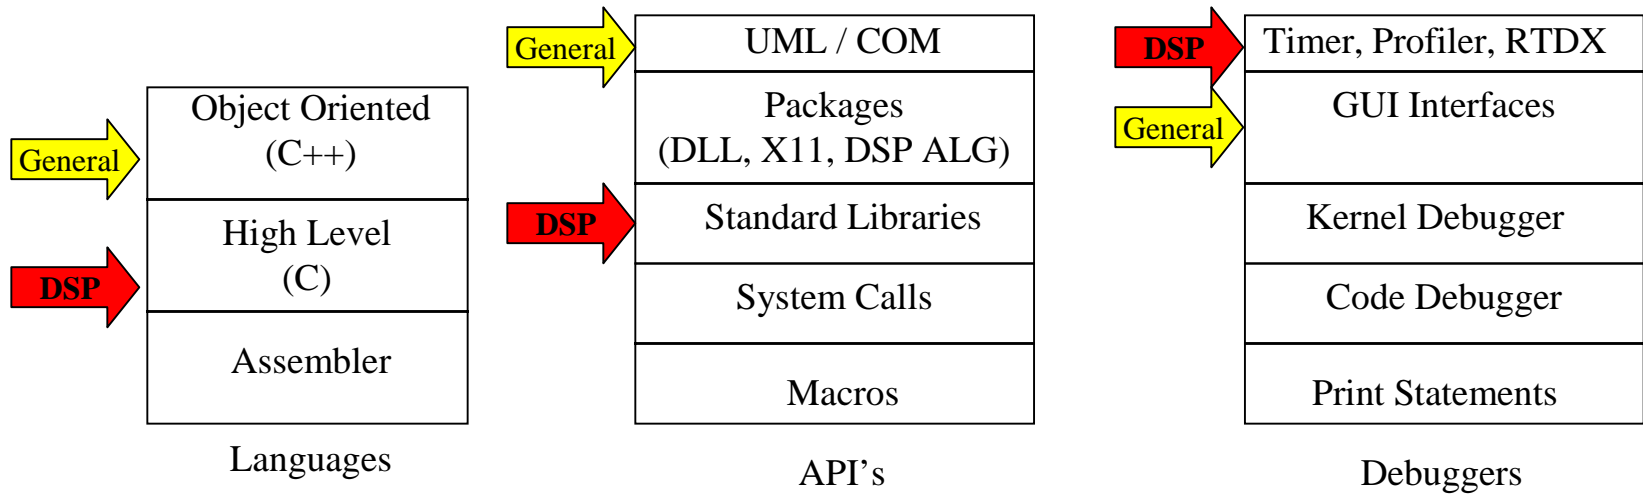 General
DSP
Object Oriented
(C++)
High Level
(C)
Assembler
Languages
General
DSP
UML / COM
Packages
(DLL, X11, DSP ALG)
Standard Libraries
System Calls
Macros
API’s
DSP
General
Timer, Profiler, RTDX
GUI Interfaces
Kernel Debugger
Code Debugger
Print Statements
Debuggers